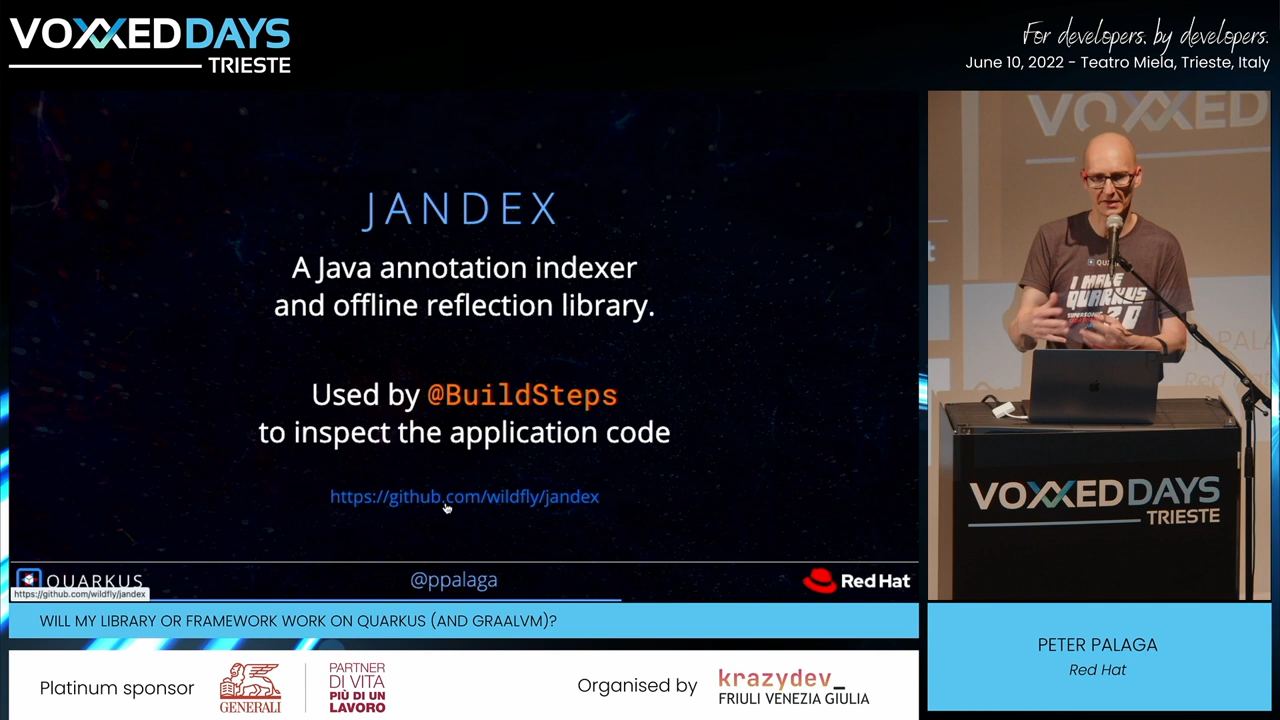 VOXXED DAYS
TRIESTE
For developers, by developers.
June 10, 2022 - Teatro Miela, Trieste, Italy
JANDEX
A Java annotation indexer
and offline reflection library.
Used by @BuildSteps
to inspect the application code
https://github.com/wildfly/jandex
QUARKUS
@ppalaga
Red Hat
https://github.com/wildfly/jandex
VOXXED
I MADE
QUARKUS
2.0
VOXXED DAYS
TRIESTE
WILL MY LIBRARY OR FRAMEWORK WORK ON QUARKUS (AND GRAALVM)?
PETER PALAGA
Red Hat
Platinum sponsor
GENERALI
PARTNER
DI VITA
PIÙ DI UN
LAVORO
Organised by
krazydev_
FRIULI VENEZIA GIULIA